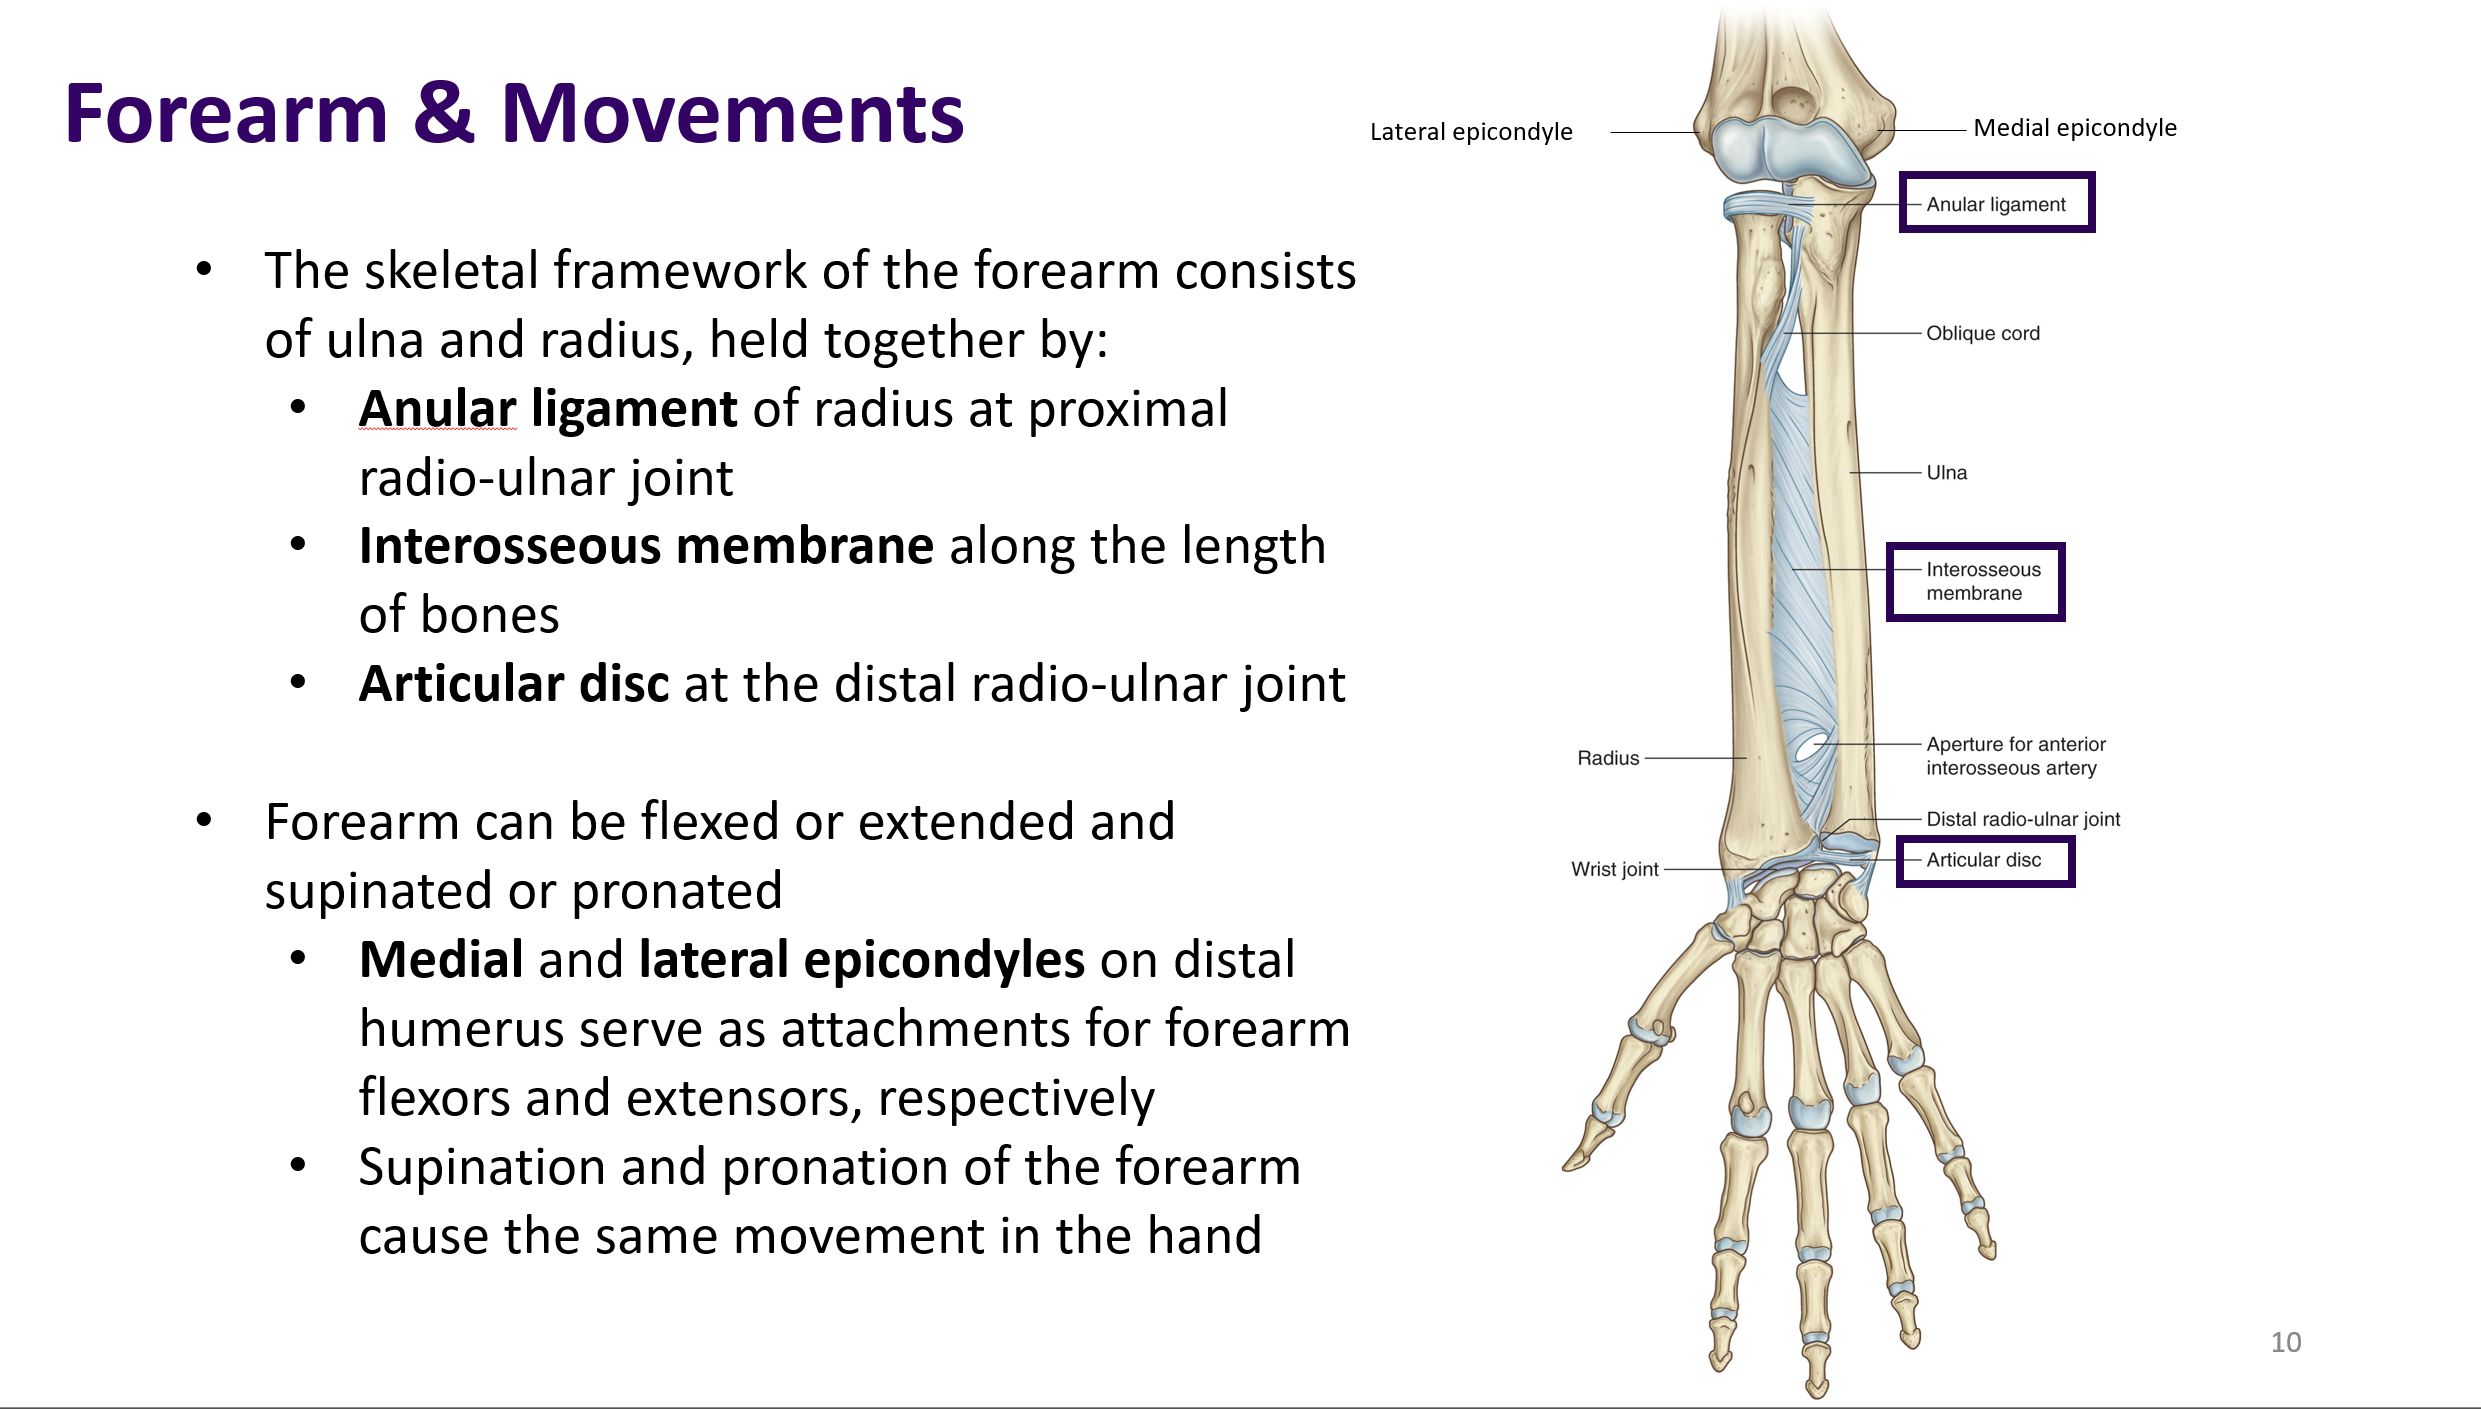 Forearm & Movements
• The skeletal framework of the forearm consists
of ulna and radius, held together by:
• Anular ligament of radius at proximal
radio-ulnar joint
• Interosseous membrane along the length
of bones
• Articular disc at the distal radio-ulnar joint
• Forearm can be flexed or extended and
supinated or pronated
• Medial and lateral epicondyles on distal
humerus serve as attachments for forearm
flexors and extensors, respectively
• Supination and pronation of the forearm
cause the same movement in the hand
Lateral epicondyle
Medial epicondyle
Anular ligament
Oblique cord
Ulna
Interosseous
membrane
Radius
Aperture for anterior
interosseous artery
Distal radio-ulnar joint
Wrist joint
Articular disc
10